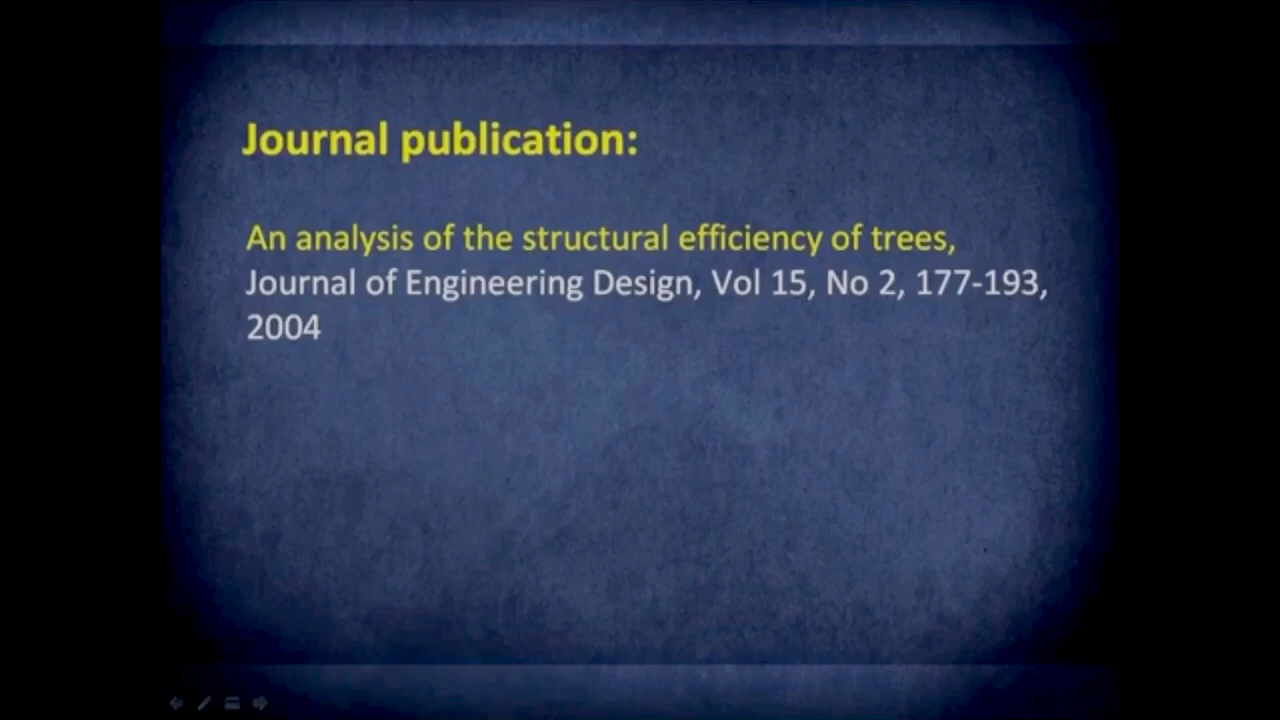 Journal publication:
An analysis of the structural efficiency of trees,
Journal of Engineering Design, Vol 15, No 2, 177-193,
2004